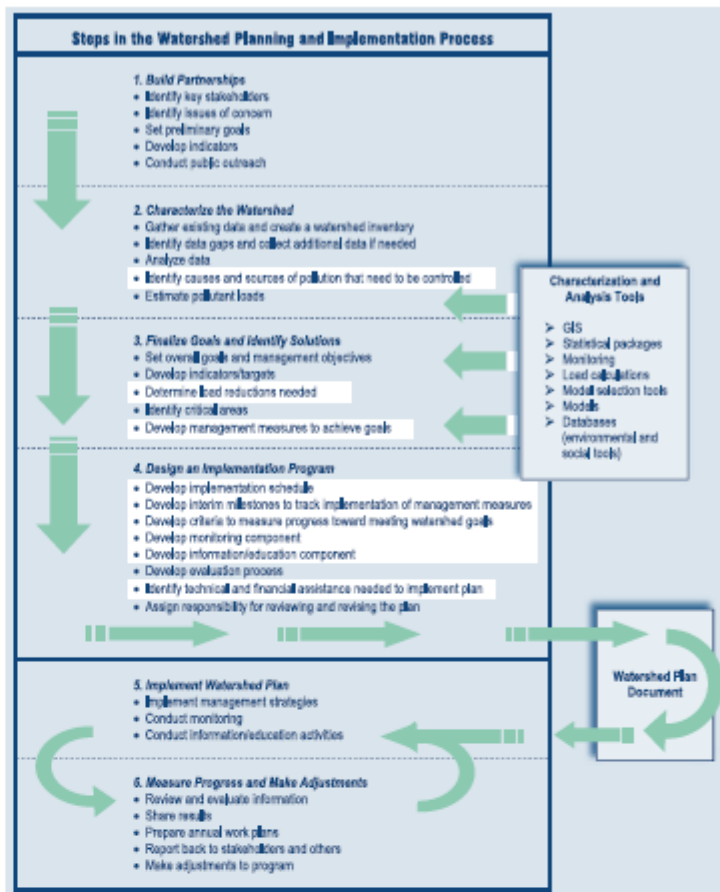 Steps in the Watershed Planning and Implementation Process
1. Build Partnerships
• Identify key stakeholders
• Identify issues of concern
• Set preliminary goals
• Develop indicators
• Conduct public outreach
2. Characterize the Watershed
• Gather existing data and create a watershed inventory
• Identify data gaps and collect additional data if needed
• Analyze data
• Identify causes and sources of pollution that need to be controlled
• Estimate pollutant loads
Characterization and
Analysis Tools
➤ GIS
➤ Statistical packages
➤ Monitoring
➤ Load calculations
➤ Model selection tools
➤ Models
➤ Databases
(environmental and
social tools)
3. Finalize Goals and Identify Solutions
• Set overall goals and management objectives
• Develop indicators/targets
• Determine load reductions needed
• Identify critical areas
• Develop management measures to achieve goals
4. Design an Implementation Program
• Develop implementation schedule
• Develop interim milestones to track implementation of management measures
• Develop criteria to measure progress toward meeting watershed goals
• Develop monitoring component
• Develop information/education component
• Develop evaluation process
• Identify technical and financial assistance needed to implement plan
• Assign responsibility for reviewing and revising the plan
Watershed Plan
Document
5. Implement Watershed Plan
• Implement management strategies
• Conduct monitoring
• Conduct information/education activities
6. Measure Progress and Make Adjustments
• Review and evaluate information
• Share results
• Prepare annual work plans
• Report back to stakeholders and others
• Make adjustments to program